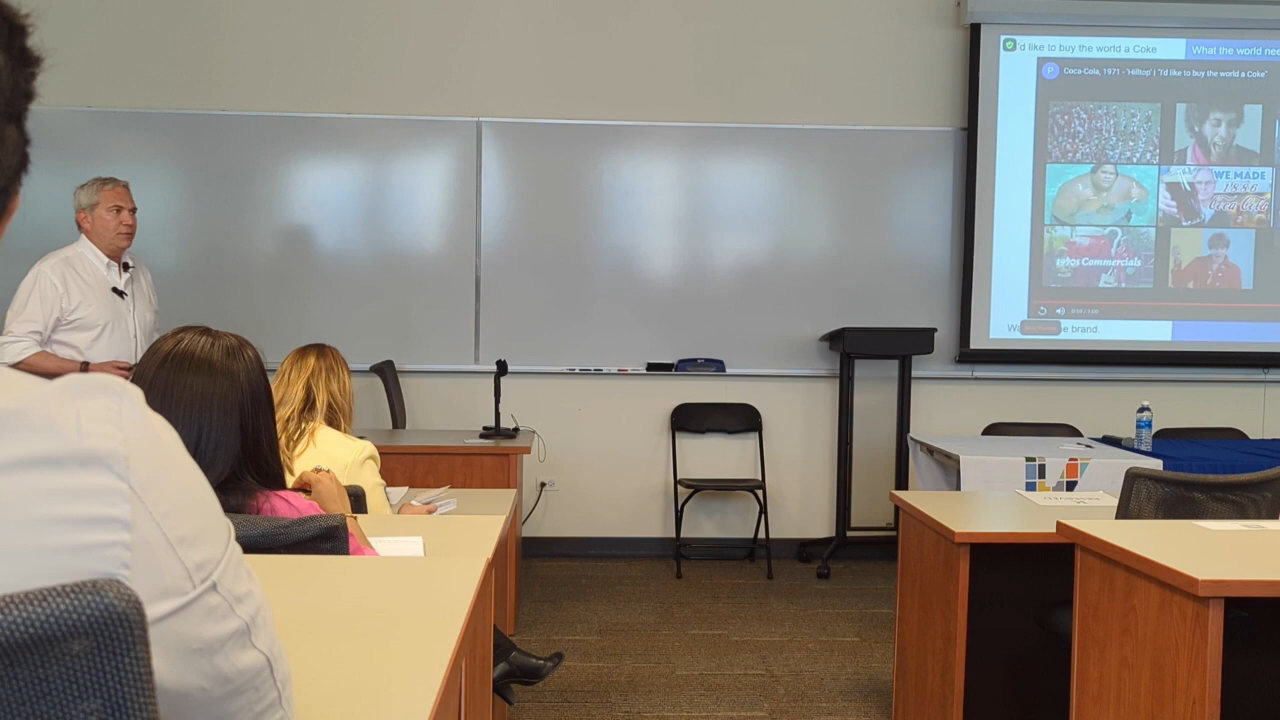 I'd like to buy the world a Coke
What the world nee
P
Coca-Cola, 1971 - 'Hilltop' | "I'd like to buy the world a Coke"
WE MADE
1886
Coca Cola
1990s Commercials
e brand.